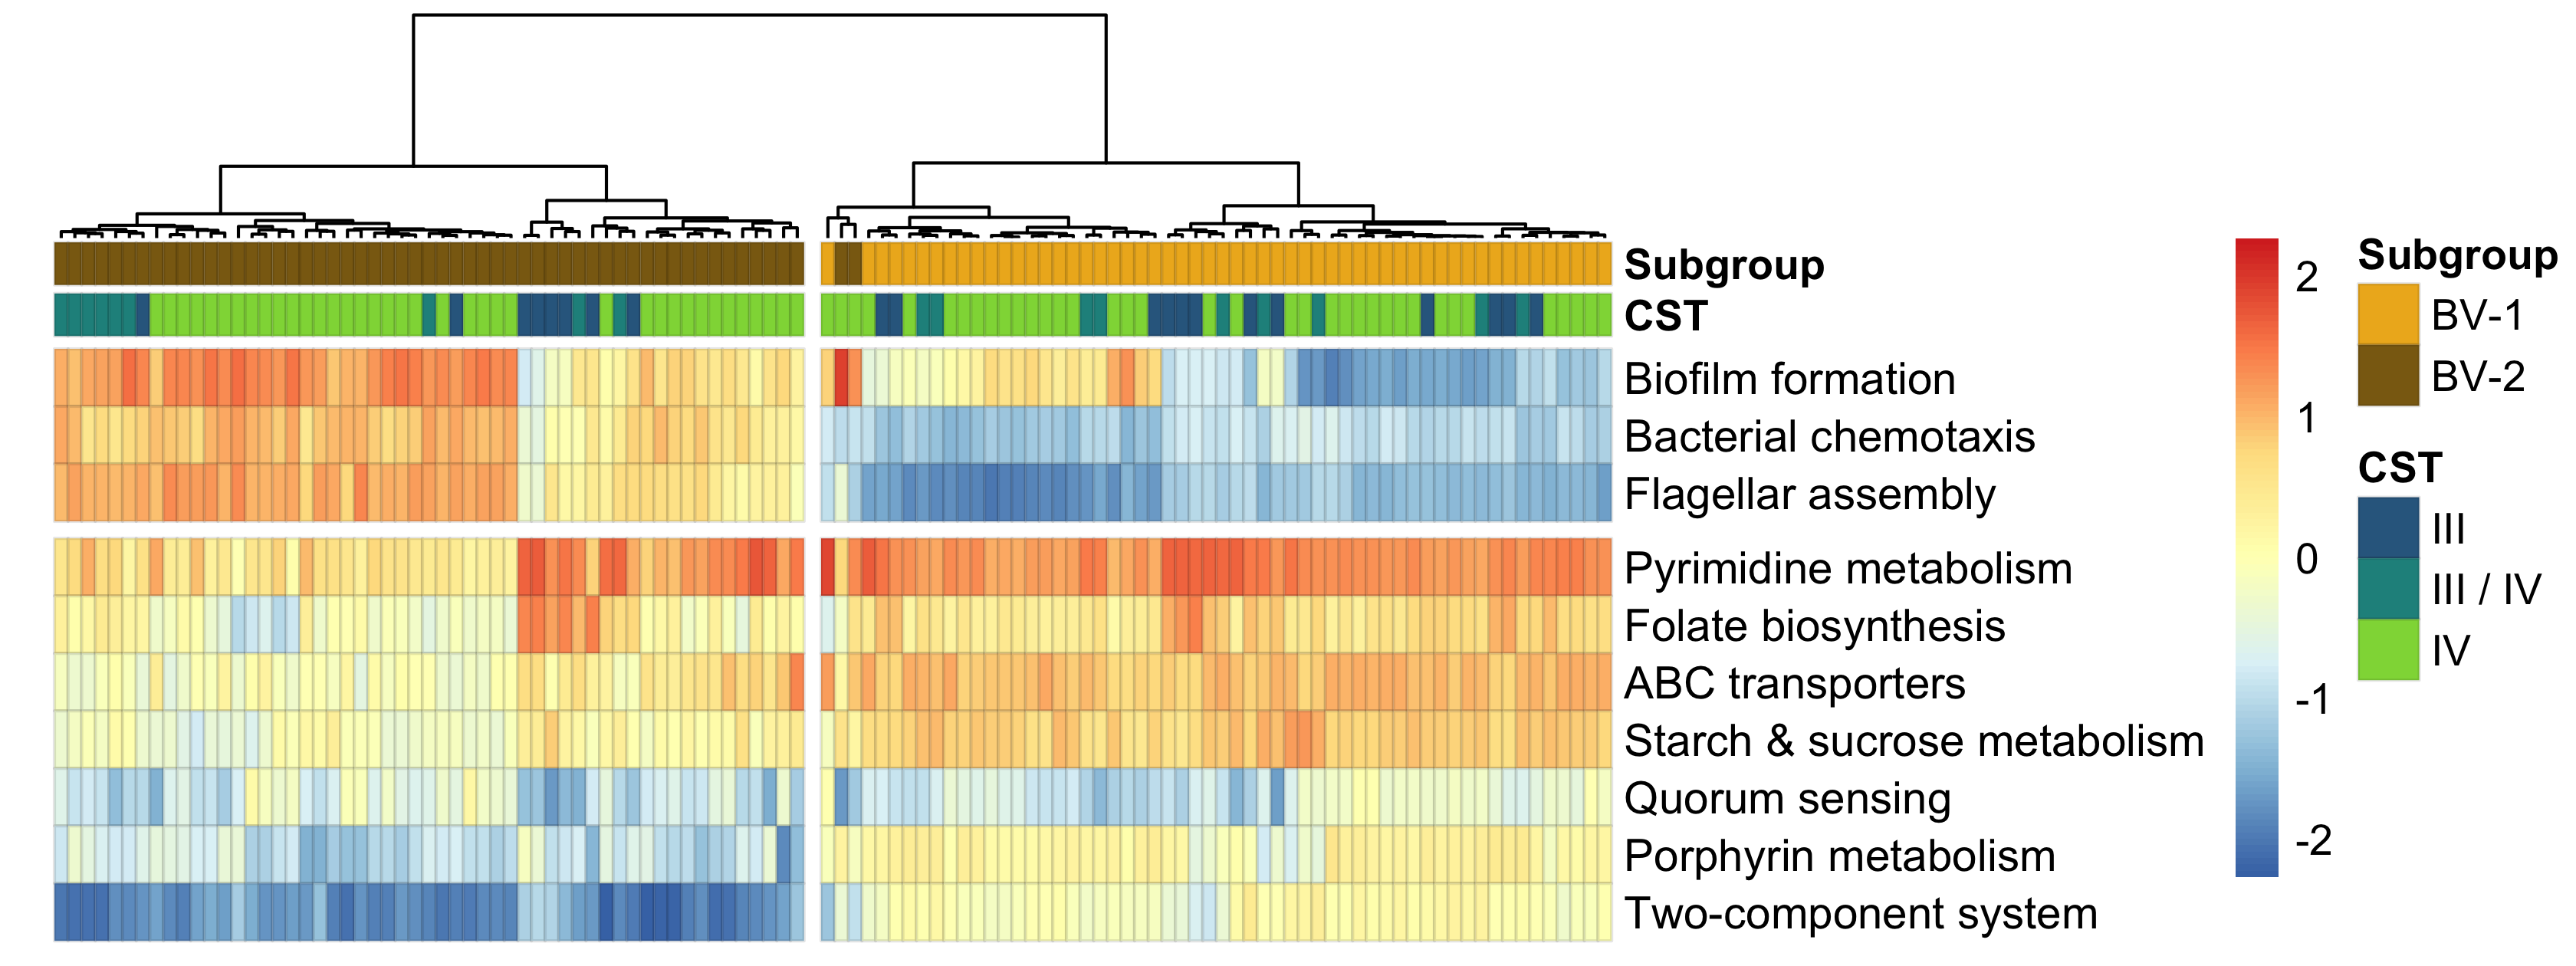 Subgroup
CST
Biofilm formation
Bacterial chemotaxis
Flagellar assembly
Pyrimidine metabolism
Folate biosynthesis
ABC transporters
Starch & sucrose metabolism
Quorum sensing
Porphyrin metabolism
Two-component system
2
1
0
-1
-2
Subgroup
BV-1
BV-2
CST
III
III / IV
IV